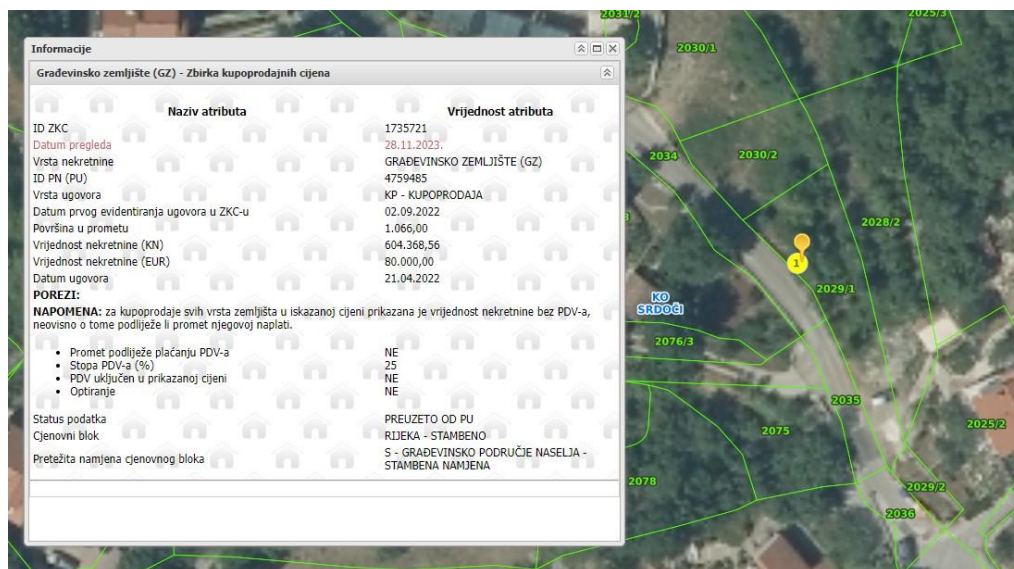 Informacije
Građevinsko zemljište (GZ) - Zbirka kupoprodajnih cijena
Naziv atributa Vrijednost atributa
ID ZKC 1735721
Datum pregleda 28.11.2023.
Vrsta nekretnine GRAĐEVINSKO ZEMLJIŠTE (GZ)
ID PN (PU) 4759485
Vrsta ugovora KP - KUPOPRODAJA
Datum prvog evidentiranja ugovora u ZKC-u 02.09.2022
Površina u prometu 1.066,00
Vrijednost nekretnine (KN) 604.368,56
Vrijednost nekretnine (EUR) 80.000,00
Datum ugovora 21.04.2022
POREZI:
NAPOMENA: za kupoprodaje svih vrsta zemljišta u iskazanoj cijeni prikazana je vrijednost nekretnine bez PDV-a,
neovisno o tome podliježe li promet njegovoj naplati.
• Promet podliježe plaćanju PDV-a NE
• Stopa PDV-a (%) 25
• PDV uključen u prikazanoj cijeni NE
• Optiranje NE
Status podatka PREUZETO OD PU
Cjenovni blok RIJEKA - STAMBENO
Pretežita namjena cjenovnog bloka S - GRAĐEVINSKO PODRUČJE NASELJA -
STAMBENA NAMJENA
2031/2
2025/3
2030/1
2034
2030/2
2028/2
1
2029/1
KO
SRDOČI
2076/3
2035
2075
2025/2
2078
2029/2
2036